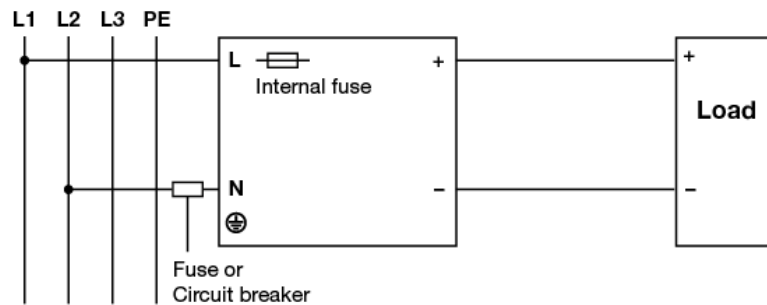 L1 L2 L3 PE
L + +
Internal fuse
Load
N − −
Fuse or
Circuit breaker